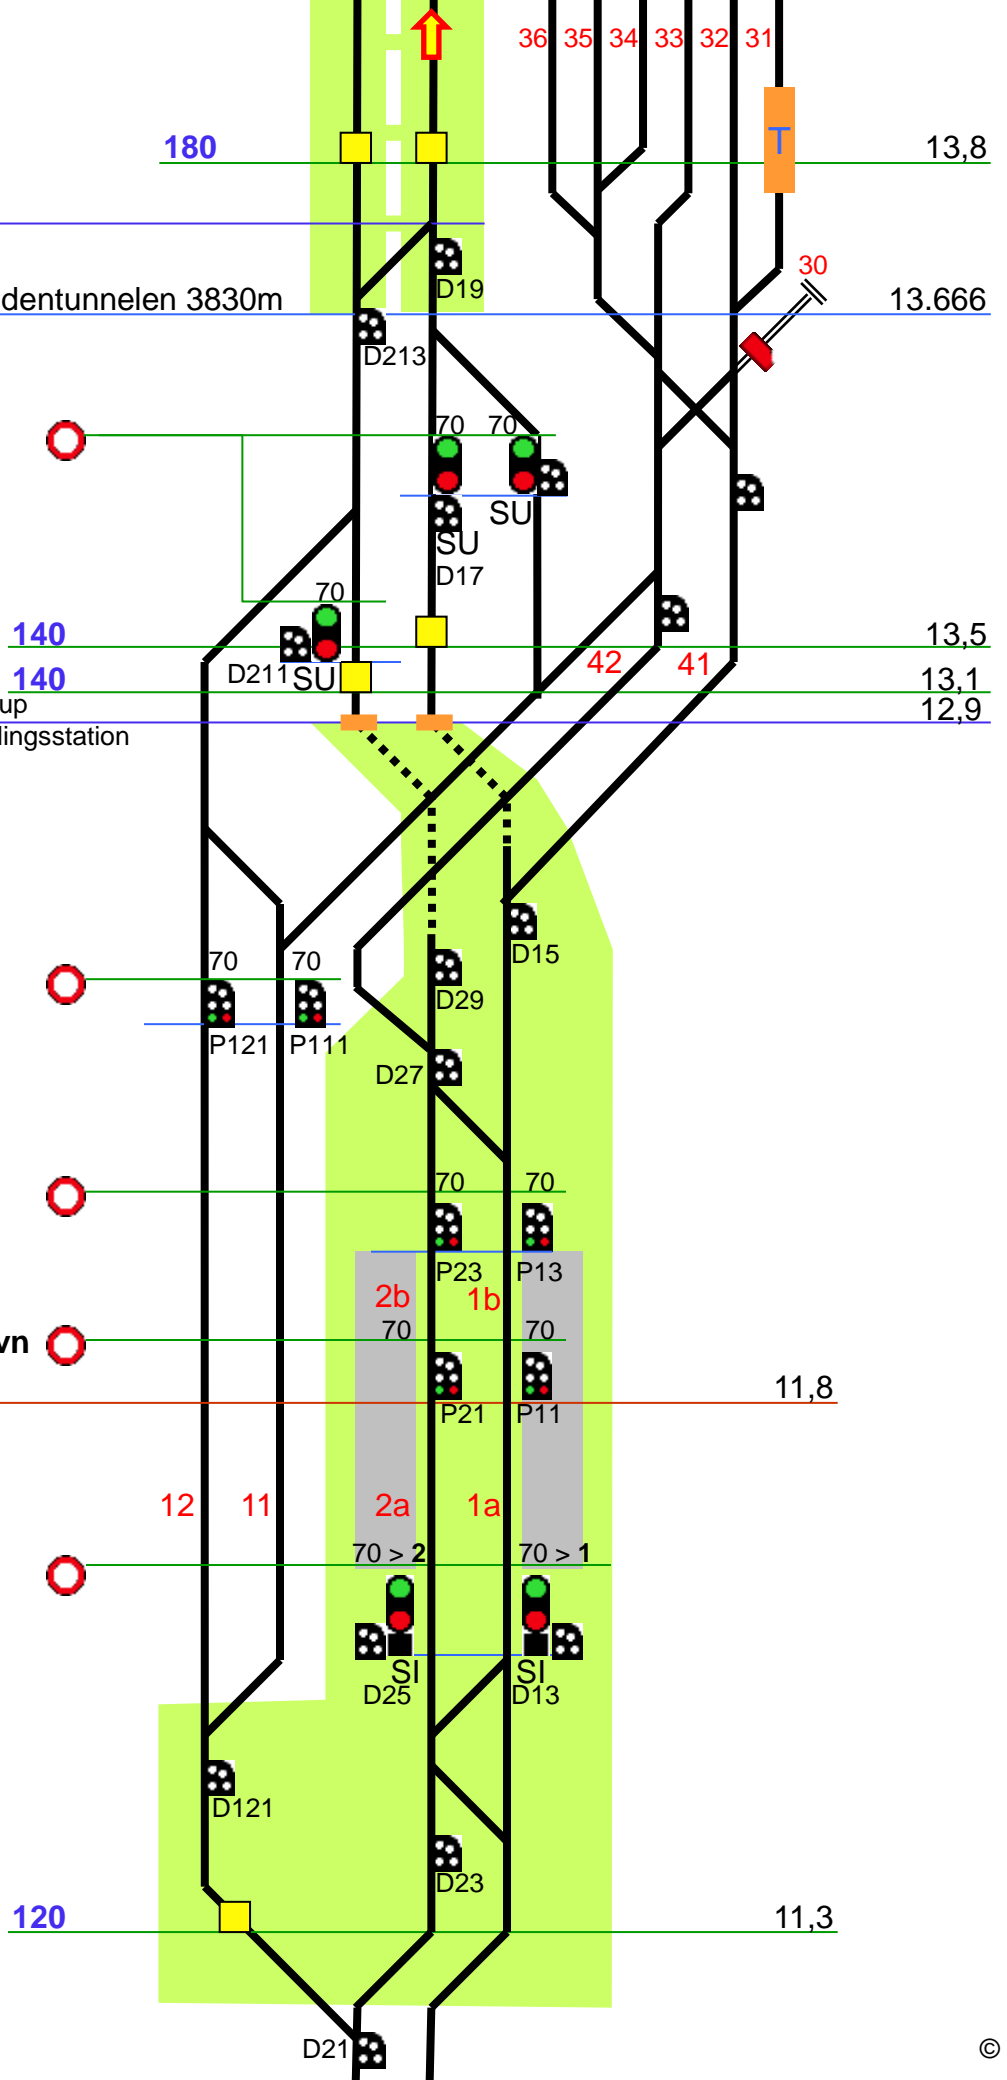 36 35 34 33 32 31
180 13,8
T
30
D19
dentunnelen 3830m 13.666
D213
70 70
SU
SU
D17
70
140 13,5
D211 SU 42 41
140 13,1
up 12,9
lingsstation
D15
70 70
D29
P121 P111
D27
70 70
P23 P13
2b 1b
70 70
vn
11,8
P21 P11
12 11 2a 1a
70 > 2 70 > 1
SI SI
D25 D13
D121
D23
120 11,3
D21 ©